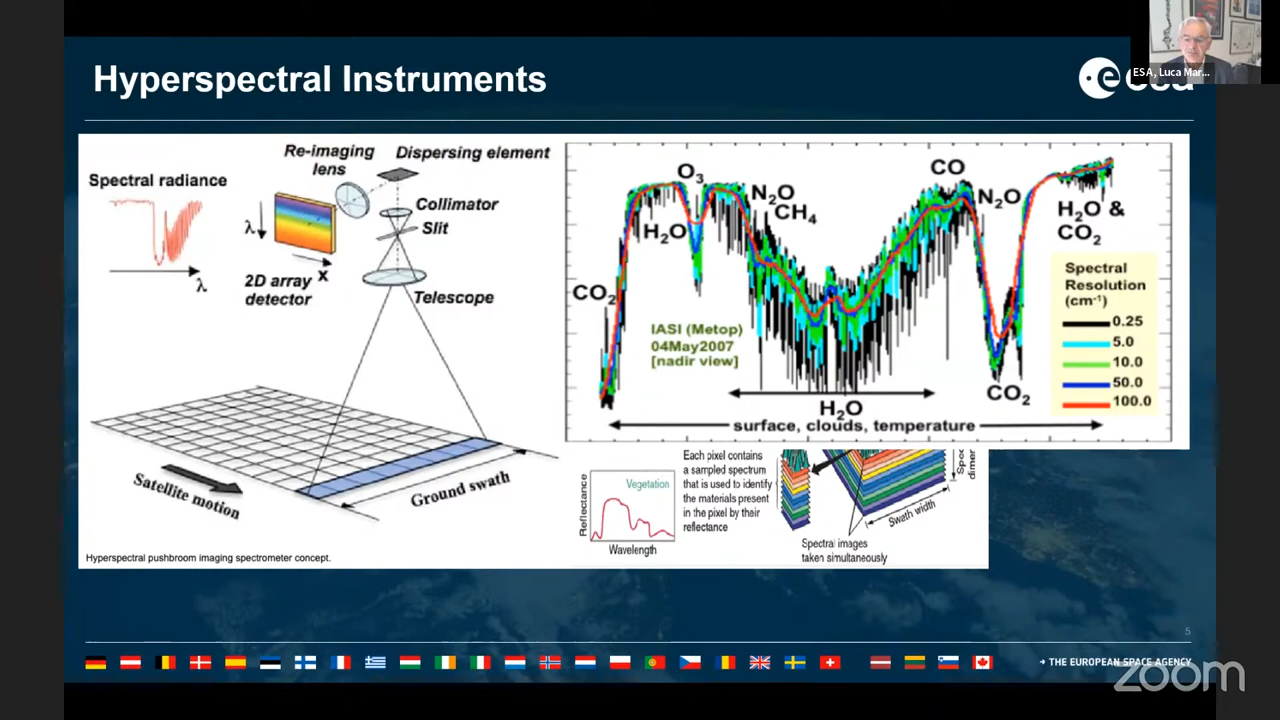 Hyperspectral Instruments
esa
ESA, Luca Mar...
Spectral radiance
λ
Re-imaging
lens
Dispersing element
Collimator
Slit
Telescope
λ
x
2D array
detector
Satellite motion
Ground swath
Hyperspectral pushbroom imaging spectrometer concept.
CO2
H2O
O3
N2O
CH4
CO
N2O
H2O &
CO2
CO2
IASI (Metop)
04May2007
[nadir view]
H2O
surface, clouds, temperature
Spectral
Resolution
(cm-1)
0.25
5.0
10.0
50.0
100.0
Reflectance
Vegetation
Wavelength
Each pixel contains
a sampled spectrum
that is used to identify
the materials present
in the pixel by their
reflectance
Swath width
Spectral images
taken simultaneously
5
→ THE EUROPEAN SPACE AGENCY
zoom